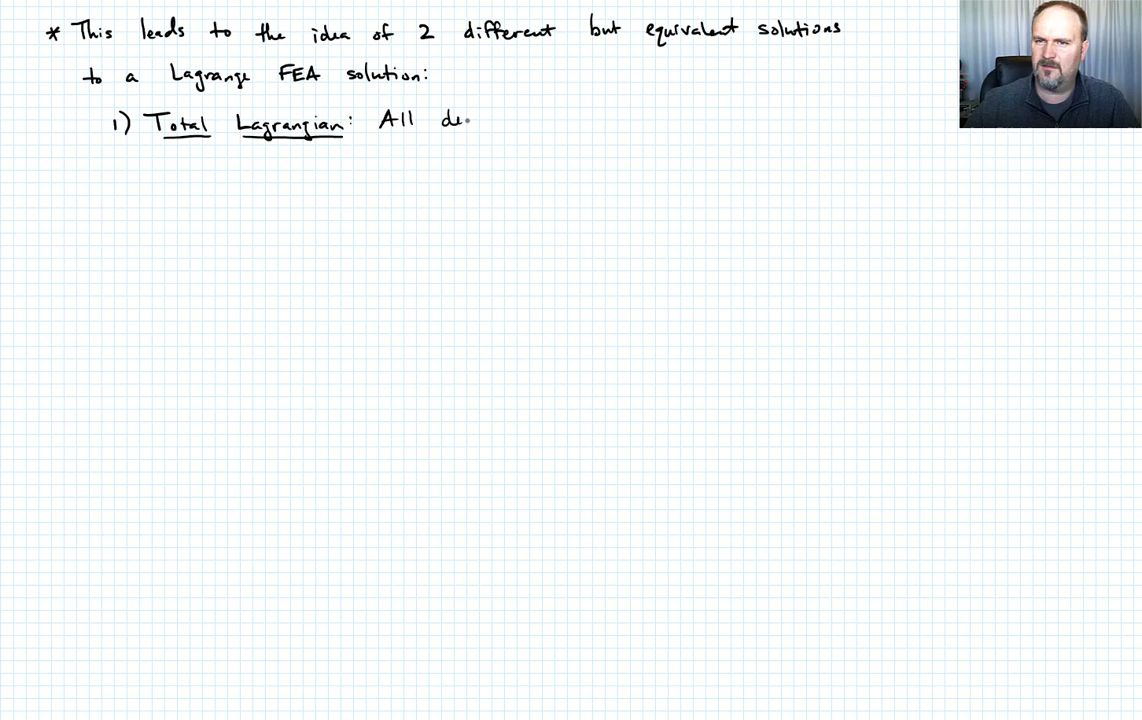 * This leads to the idea of 2 different but equivalent solutions
to a Lagrange FEA solution:
1) Total Lagrangian: All de